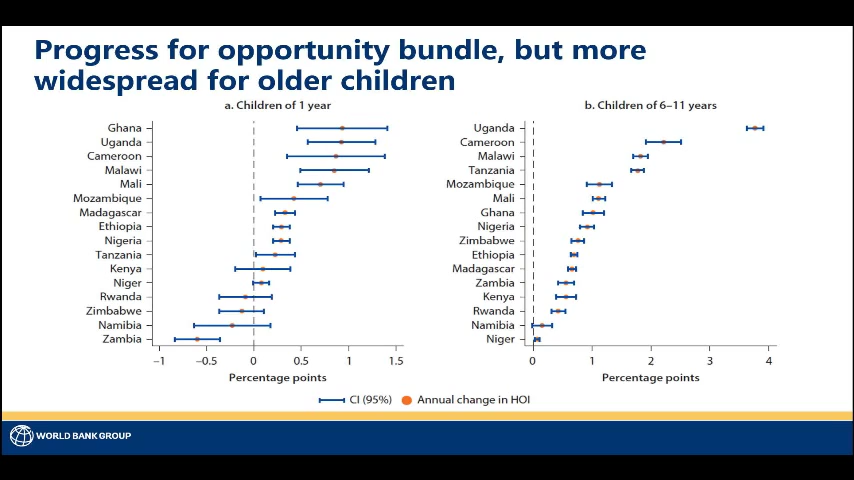 Progress for opportunity bundle, but more
widespread for older children
a. Children of 1 year
Ghana
Uganda
Cameroon
Malawi
Mali
Mozambique
Madagascar
Ethiopia
Nigeria
Tanzania
Kenya
Niger
Rwanda
Zimbabwe
Namibia
Zambia
−1
−0.5
0
0.5
1
1.5
Percentage points
b. Children of 6–11 years
Uganda
Cameroon
Malawi
Tanzania
Mozambique
Mali
Ghana
Nigeria
Zimbabwe
Ethiopia
Madagascar
Zambia
Kenya
Rwanda
Namibia
Niger
0
1
2
3
4
Percentage points
CI (95%)
Annual change in HOI
WORLD BANK GROUP